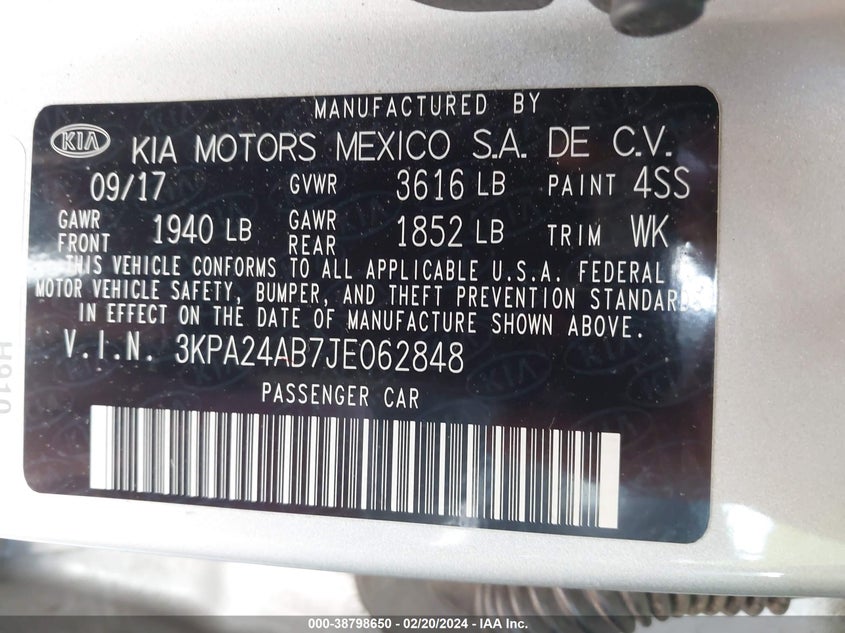 MANUFACTURED BY
KIA KIA MOTORS MEXICO S.A. DE C.V.
09/17 GVWR 3616 LB PAINT 4SS
GAWR FRONT 1940 LB GAWR REAR 1852 LB TRIM WK
THIS VEHICLE CONFORMS TO ALL APPLICABLE U.S.A. FEDERAL
MOTOR VEHICLE SAFETY, BUMPER, AND THEFT PREVENTION STANDARDS
IN EFFECT ON THE DATE OF MANUFACTURE SHOWN ABOVE.
V.I.N. 3KPA24AB7JE062848
PASSENGER CAR
H910
000-38798650 / 02/20/2024 - IAA Inc.